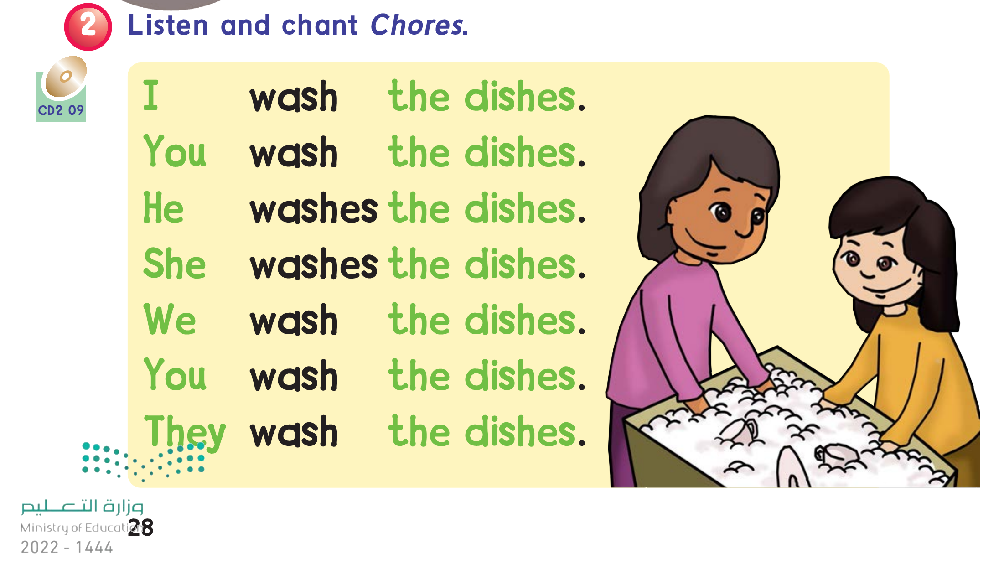 2 Listen and chant Chores.
CD2 09
I wash the dishes.
You wash the dishes.
He washes the dishes.
She washes the dishes.
We wash the dishes.
You wash the dishes.
They wash the dishes.
وزارة التعليم
Ministry of Education
28
2022 - 1444